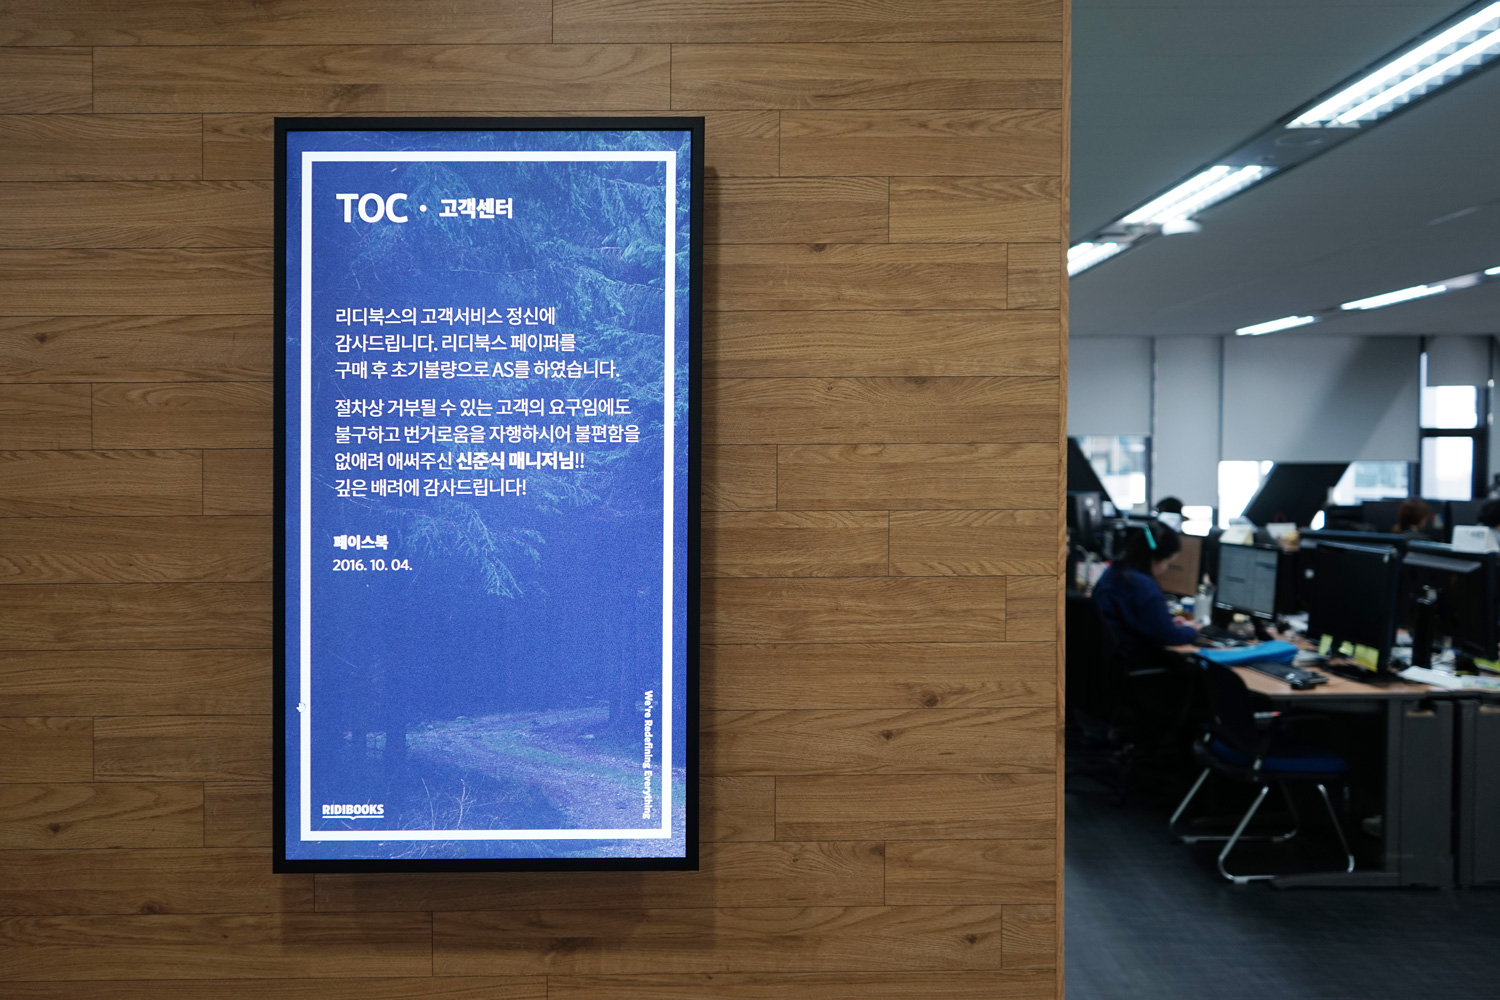 TOC · 고객센터
리디북스의 고객서비스 정신에
감사드립니다. 리디북스 페이퍼를
구매 후 초기불량으로 AS를 하였습니다.
절차상 거부될 수 있는 고객의 요구임에도
불구하고 번거로움을 자행하시어 불편함을
없애려 애써주신 신준식 매니저님!!
깊은 배려에 감사드립니다!
페이스북
2016. 10. 04.
We're Redefining Everything
RIDIBOOKS